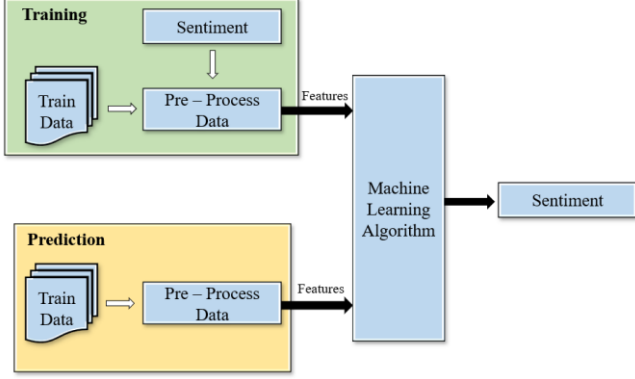 Training
Sentiment
Train
Data
Pre – Process
Data
Features
Machine
Learning
Algorithm
Sentiment
Prediction
Train
Data
Pre – Process
Data
Features